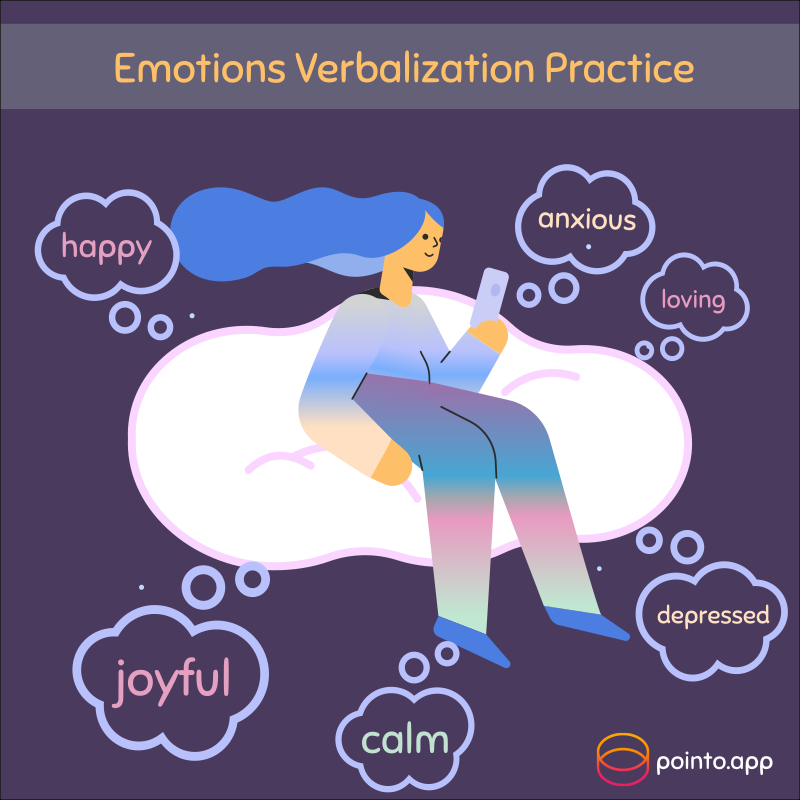 Emotions Verbalization Practice
anxious
happy
loving
depressed
joyful
calm
pointo.app